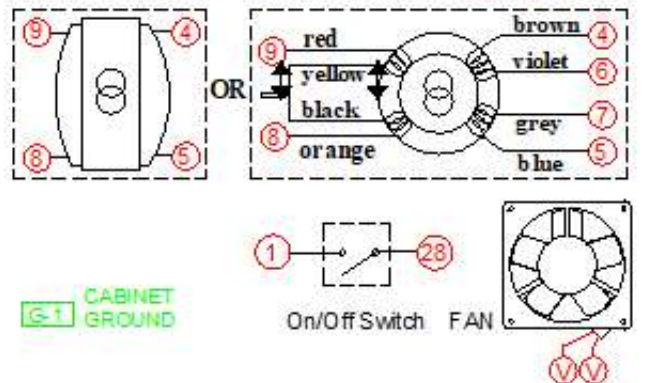 9 4
8 5
OR
9 red brown 4
yellow violet 6
black grey 7
8 orange blue 5
1 28
G-1 CABINET GROUND
On/Off Switch FAN
V V